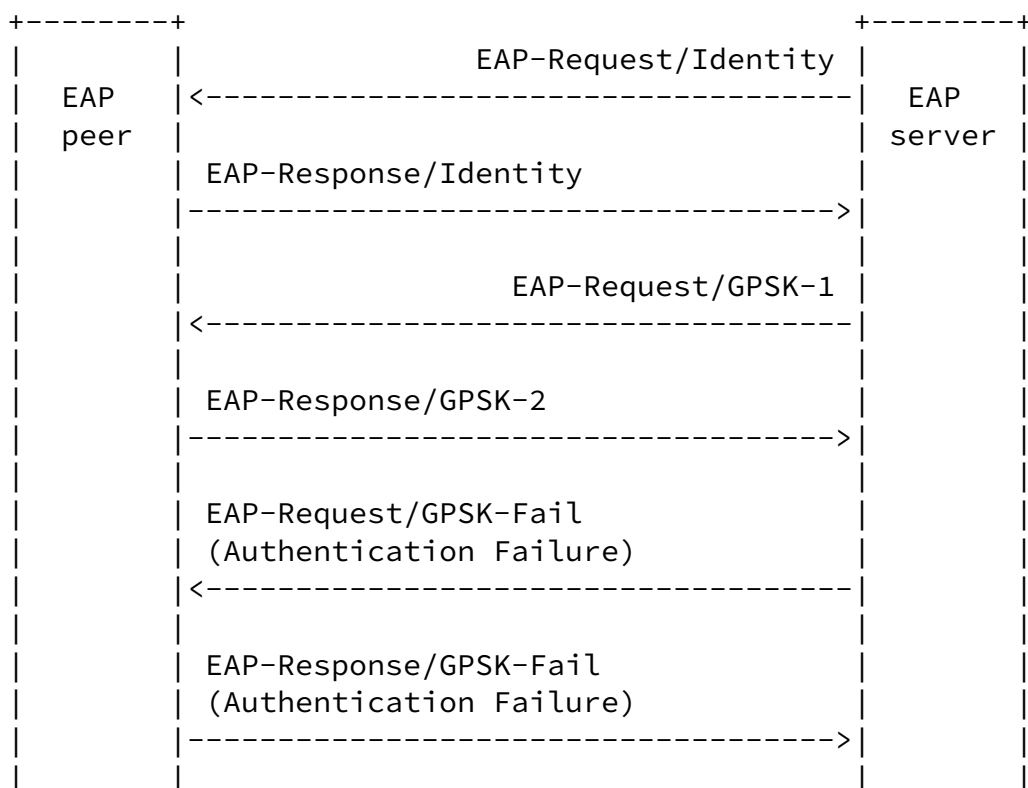 EAP-Request/Identity
EAP EAP
peer server
EAP-Response/Identity
EAP-Request/GPSK-1
EAP-Response/GPSK-2
EAP-Request/GPSK-Fail
(Authentication Failure)
EAP-Response/GPSK-Fail
(Authentication Failure)